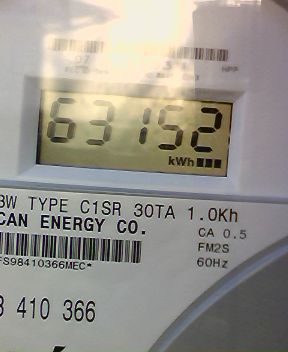 63152
kWh
3W TYPE C1SR 30TA 1.0Kh
CAN ENERGY CO.
CA 0.5
FM2S
FS98410366MEC*
60Hz
410 366